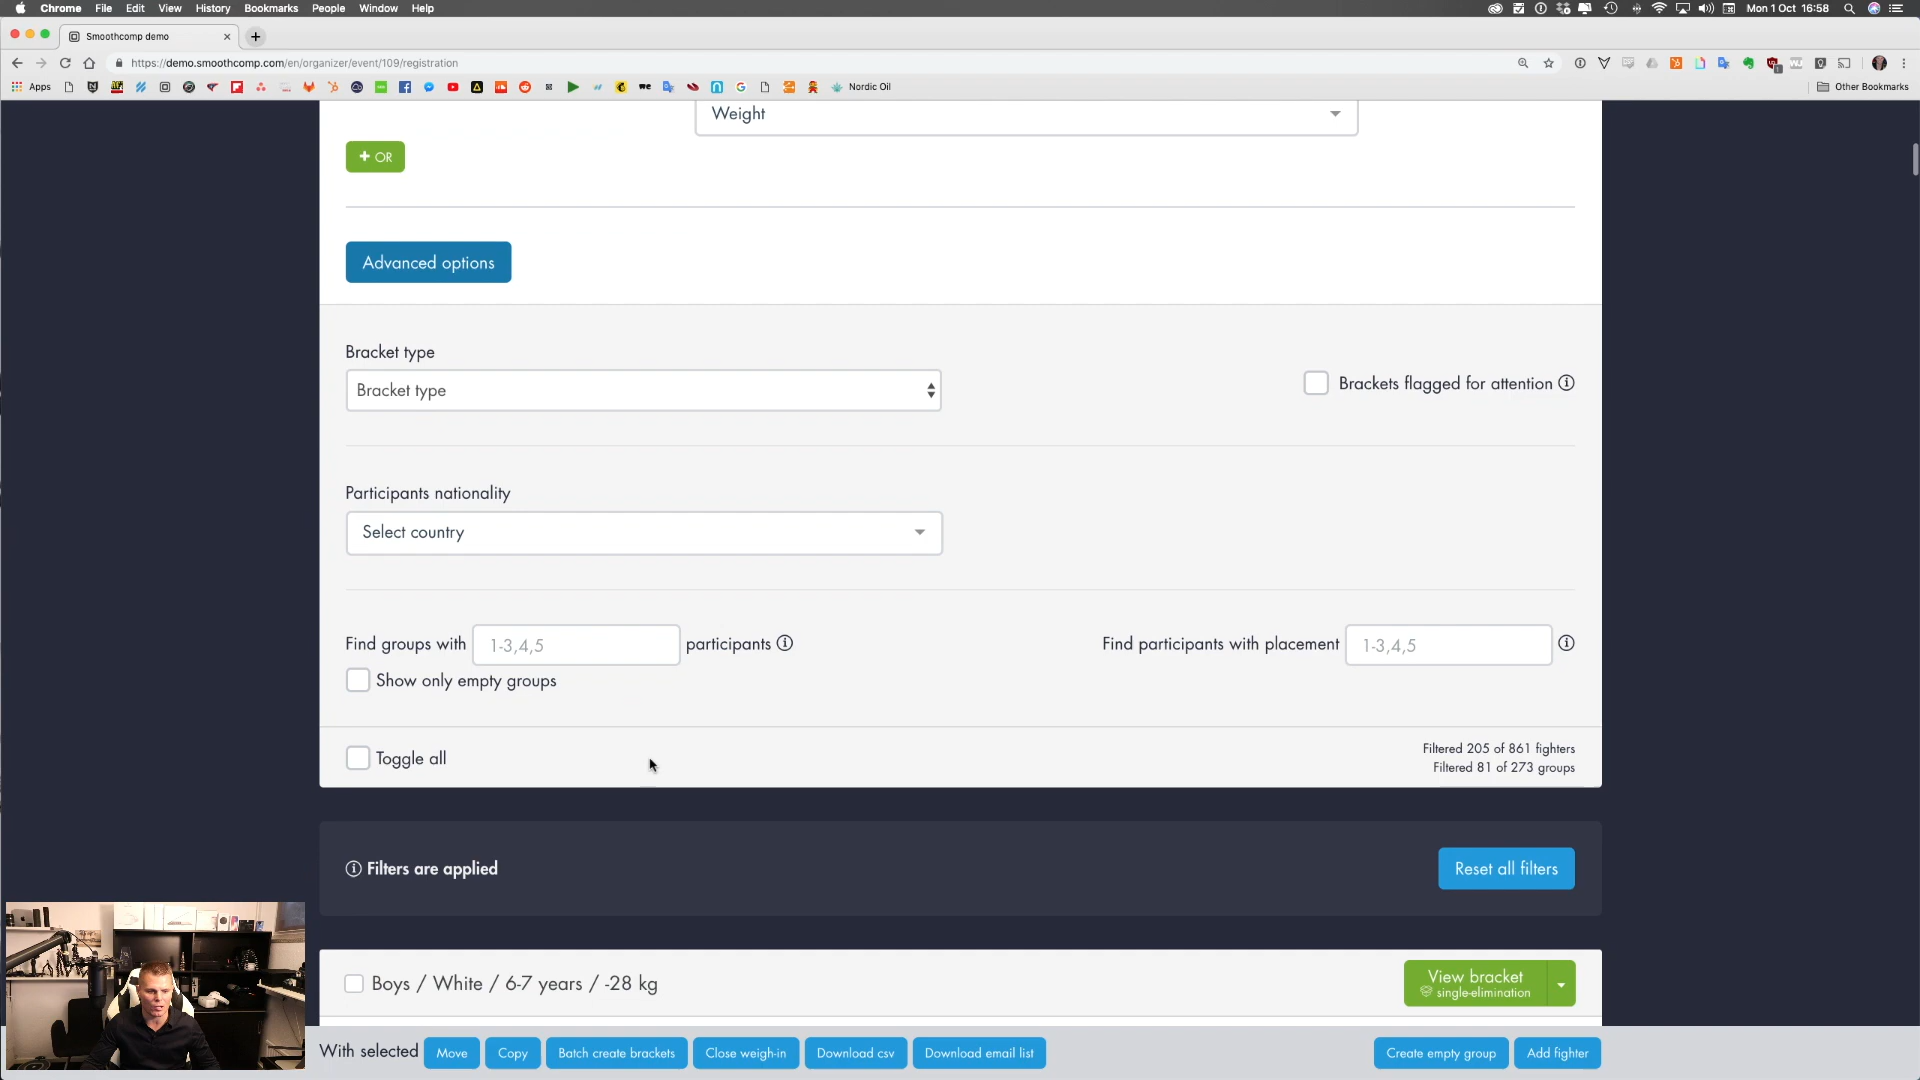 Chrome File Edit View History Bookmarks People Window Help
Mon 1 Oct 16:58
Smoothcomp demo
https://demo.smoothcomp.com/en/organizer/event/109/registration
Apps
Nordic Oil
Other Bookmarks
Weight
+ OR
Advanced options
Bracket type
Bracket type
Brackets flagged for attention
Participants nationality
Select country
Find groups with 1-3,4,5 participants
Find participants with placement 1-3,4,5
Show only empty groups
Toggle all
Filtered 205 of 861 fighters
Filtered 81 of 273 groups
Filters are applied
Reset all filters
Boys / White / 6-7 years / -28 kg
View bracket
single-elimination
With selected Move Copy Batch create brackets Close weigh-in Download csv Download email list Create empty group Add fighter